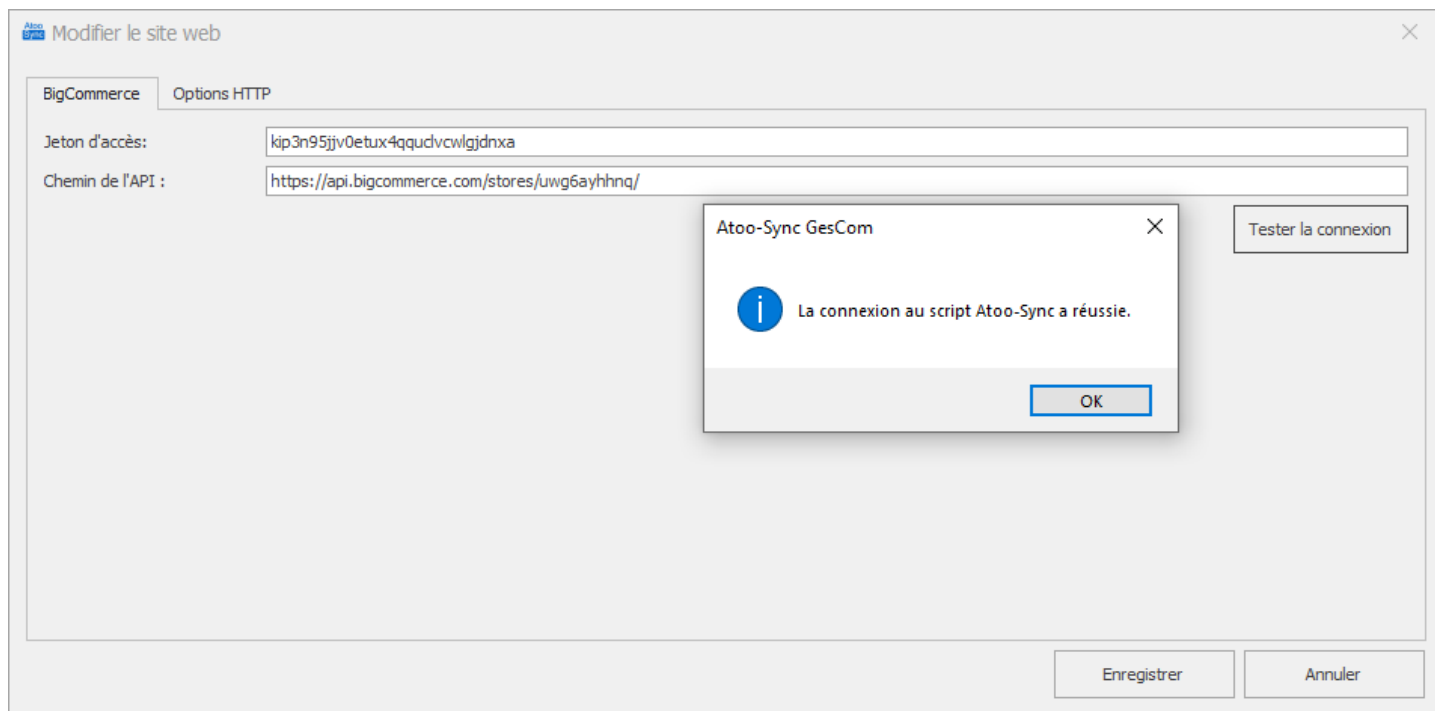 Atoo Sync Modifier le site web
BigCommerce Options HTTP
Jeton d'accès: kip3n95jjv0etux4qquclvcwlgjdnxa
Chemin de l'API : https://api.bigcommerce.com/stores/uwg6ayhhnq/
Tester la connexion
Atoo-Sync GesCom
La connexion au script Atoo-Sync a réussie.
OK
Enregistrer Annuler